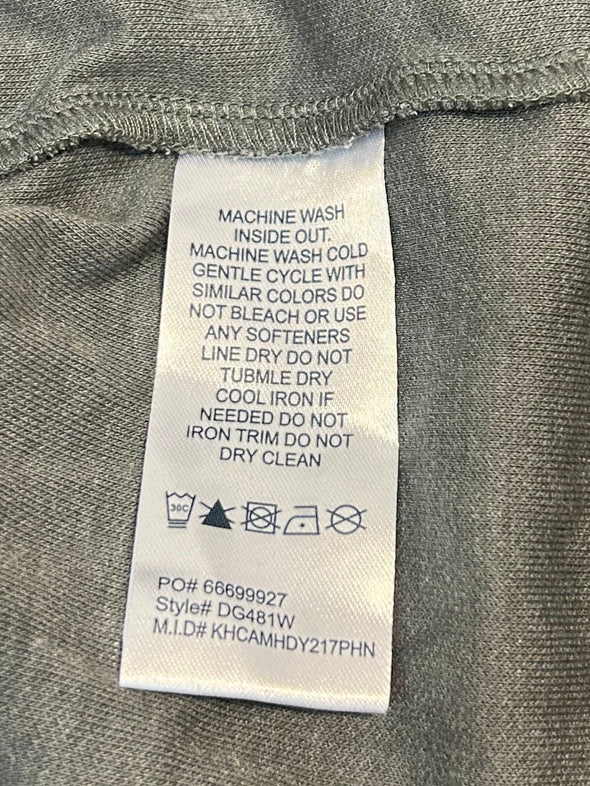 MACHINE WASH
INSIDE OUT.
MACHINE WASH COLD
GENTLE CYCLE WITH
SIMILAR COLORS DO
NOT BLEACH OR USE
ANY SOFTENERS
LINE DRY DO NOT
TUBMLE DRY
COOL IRON IF
NEEDED DO NOT
IRON TRIM DO NOT
DRY CLEAN
30C
PO# 66699927
Style# DG481W
M.I.D# KHCAMHDY217PHN